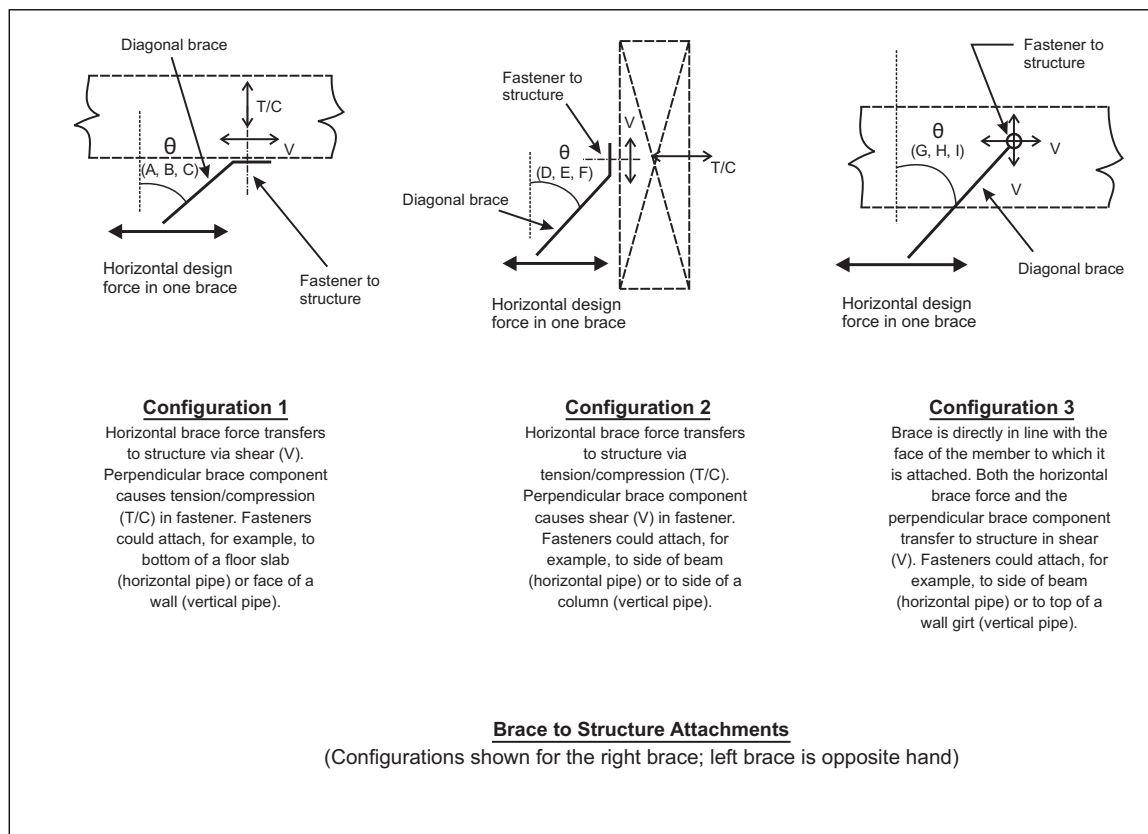 Diagonal brace
T/C
V
θ
(A, B, C)
Horizontal design
force in one brace
Fastener to
structure
Fastener to
structure
V
θ
(D, E, F)
T/C
Diagonal brace
Horizontal design
force in one brace
Fastener to
structure
θ
(G, H, I)
V
V
Diagonal brace
Horizontal design
force in one brace
Configuration 1
Horizontal brace force transfers
to structure via shear (V).
Perpendicular brace component
causes tension/compression
(T/C) in fastener. Fasteners
could attach, for example, to
bottom of a floor slab
(horizontal pipe) or face of a
wall (vertical pipe).
Configuration 2
Horizontal brace force transfers
to structure via
tension/compression (T/C).
Perpendicular brace component
causes shear (V) in fastener.
Fasteners could attach, for
example, to side of beam
(horizontal pipe) or to side of a
column (vertical pipe).
Configuration 3
Brace is directly in line with the
face of the member to which it
is attached. Both the horizontal
brace force and the
perpendicular brace component
transfer to structure in shear
(V). Fasteners could attach, for
example, to side of beam
(horizontal pipe) or to top of a
wall girt (vertical pipe).
Brace to Structure Attachments
(Configurations shown for the right brace; left brace is opposite hand)